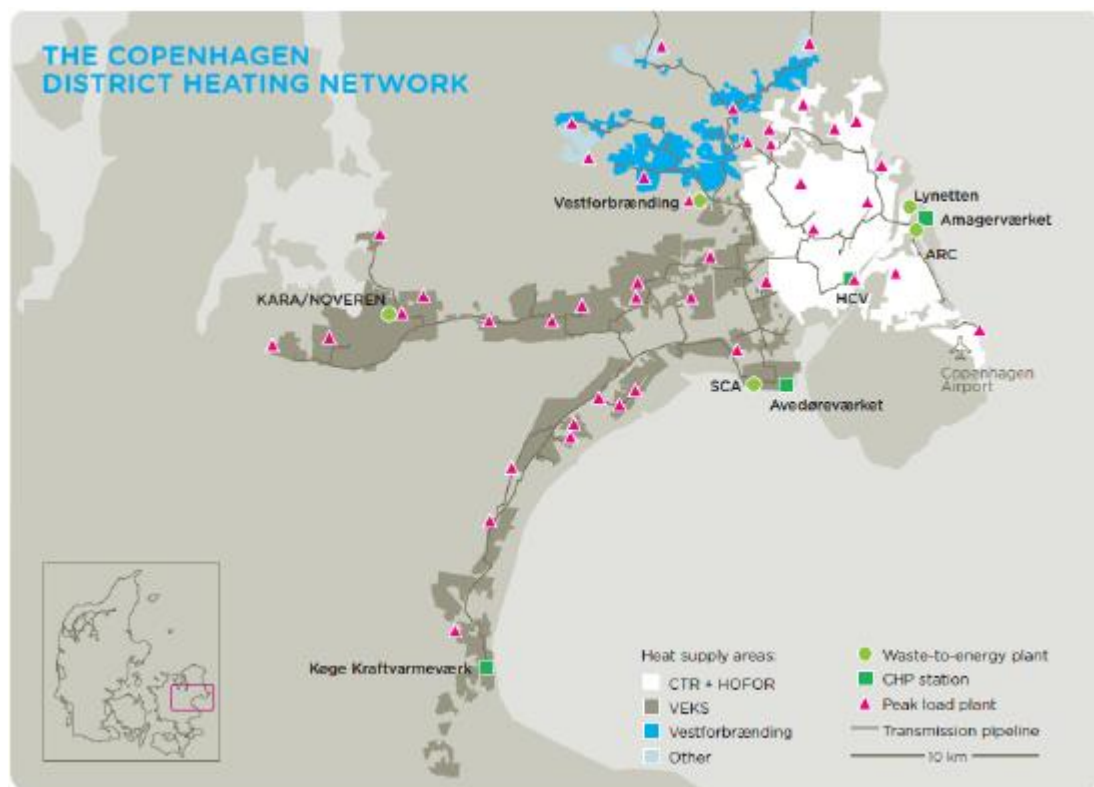 THE COPENHAGEN
DISTRICT HEATING NETWORK
Vestforbrænding
Lynetten
Amagerværket
ARC
KARA/NOVEREN
HCV
Copenhagen
Airport
SCA
Avedøreværket
Køge Kraftvarmeværk
Heat supply areas:
CTR + HOFOR
VEKS
Vestforbrænding
Other
Waste-to-energy plant
CHP station
Peak load plant
Transmission pipeline
10 km